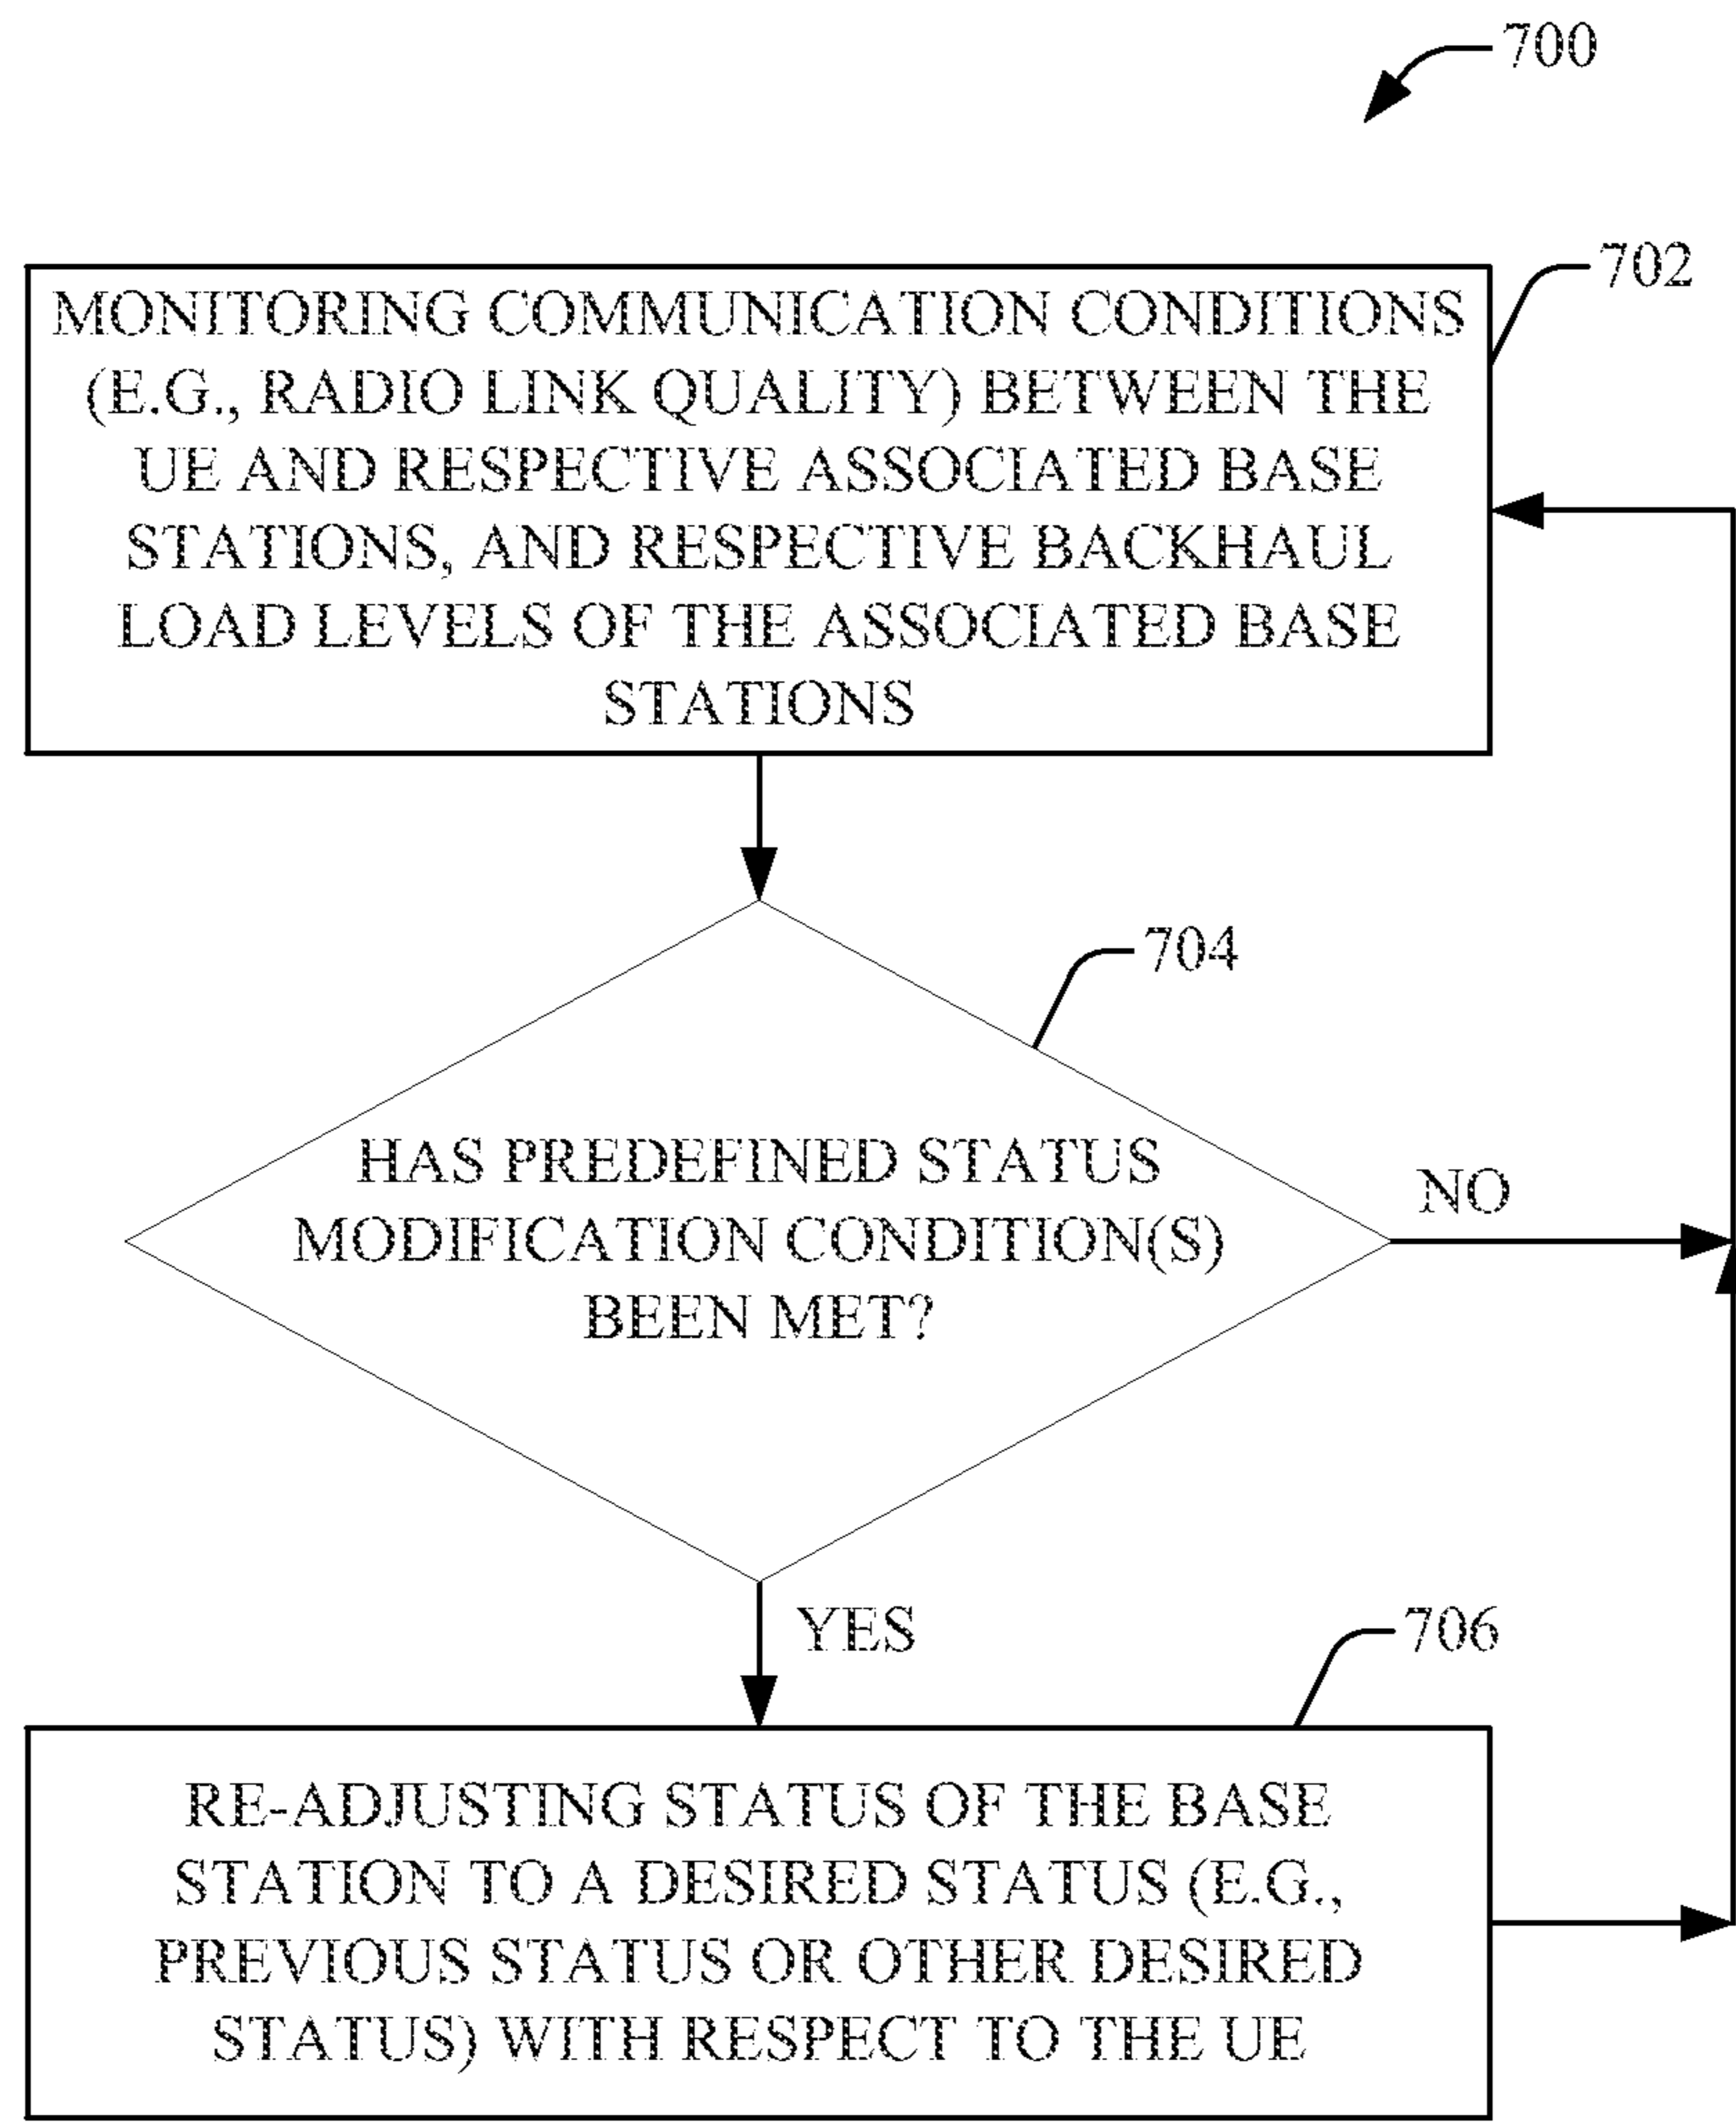 700
702
MONITORING COMMUNICATION CONDITIONS
(E.G., RADIO LINK QUALITY) BETWEEN THE
UE AND RESPECTIVE ASSOCIATED BASE
STATIONS, AND RESPECTIVE BACKHAUL
LOAD LEVELS OF THE ASSOCIATED BASE
STATIONS
704
HAS PREDEFINED STATUS
MODIFICATION CONDITION(S)
BEEN MET?
NO
YES
706
RE-ADJUSTING STATUS OF THE BASE
STATION TO A DESIRED STATUS (E.G.,
PREVIOUS STATUS OR OTHER DESIRED
STATUS) WITH RESPECT TO THE UE